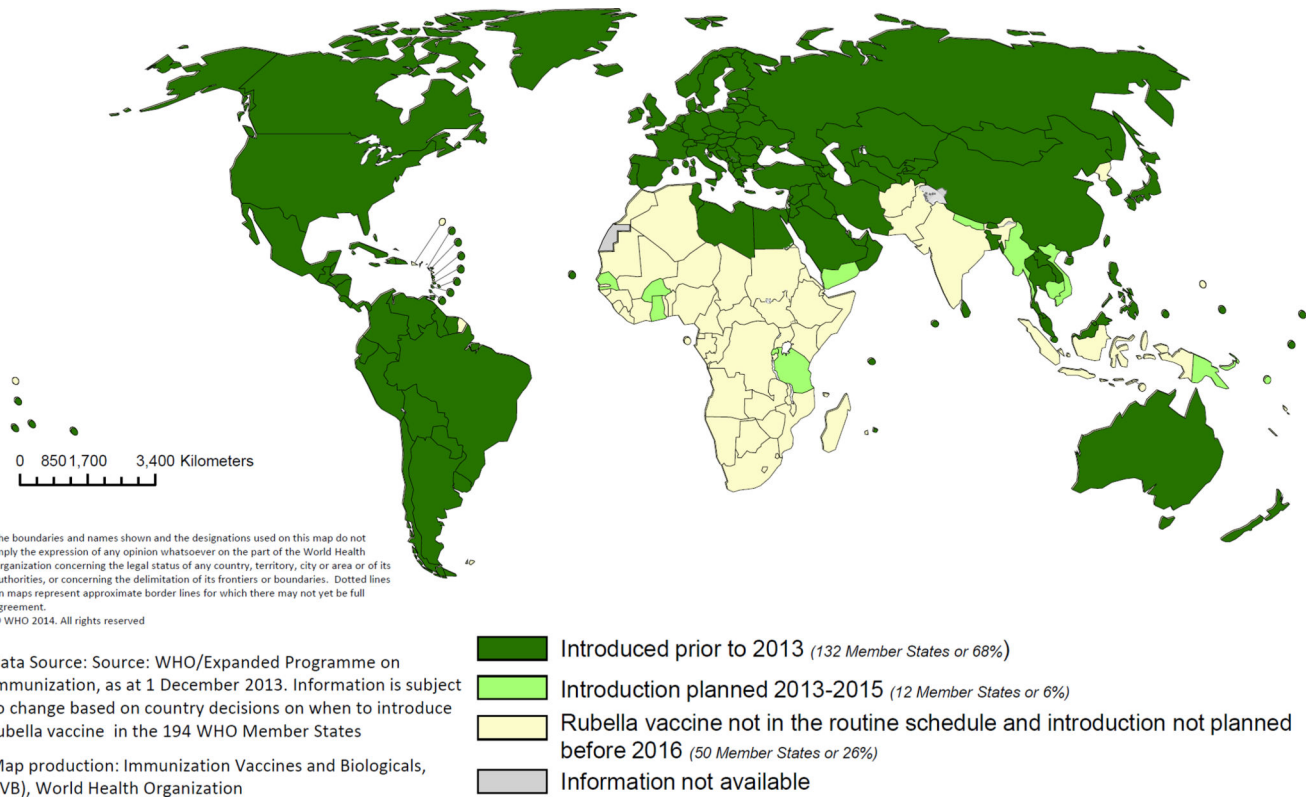 0 8501,700 3,400 Kilometers
he boundaries and names shown and the designations used on this map do not
mply the expression of any opinion whatsoever on the part of the World Health
rganization concerning the legal status of any country, territory, city or area or of its
uthorities, or concerning the delimitation of its frontiers or boundaries. Dotted lines
n maps represent approximate border lines for which there may not yet be full
greement.
WHO 2014. All rights reserved
ata Source: Source: WHO/Expanded Programme on
mmunization, as at 1 December 2013. Information is subject
o change based on country decisions on when to introduce
ubella vaccine in the 194 WHO Member States
Map production: Immunization Vaccines and Biologicals,
VB), World Health Organization
Introduced prior to 2013 (132 Member States or 68%)
Introduction planned 2013-2015 (12 Member States or 6%)
Rubella vaccine not in the routine schedule and introduction not planned
before 2016 (50 Member States or 26%)
Information not available